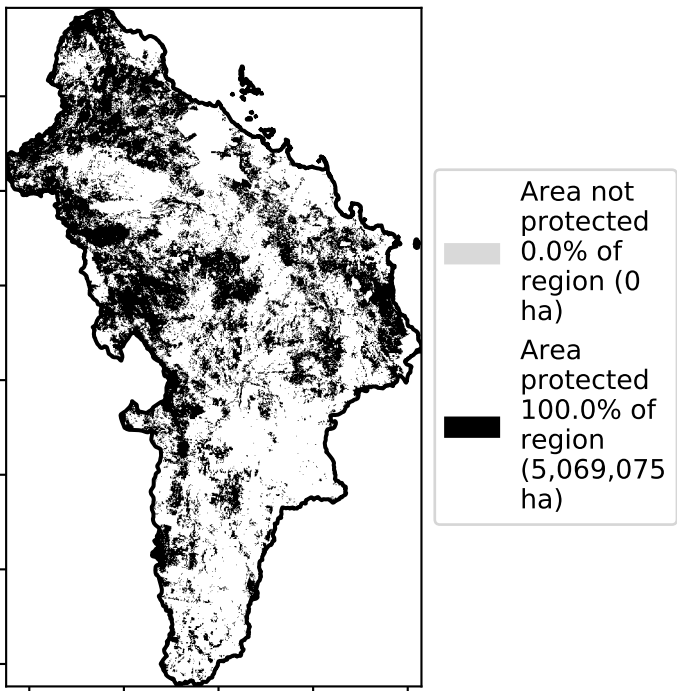 Area not
protected
0.0% of
region (0
ha)
Area
protected
100.0% of
region
(5,069,075
ha)